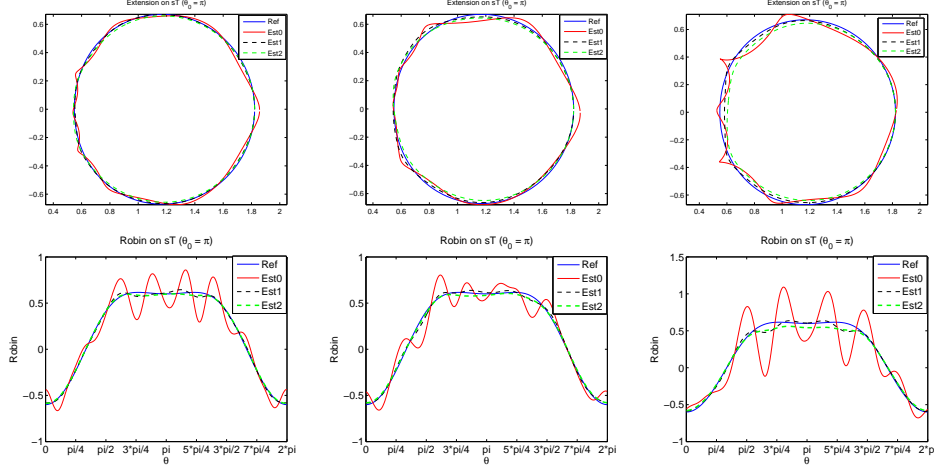 Extension on sT (θ0 = π)
Ref
Est0
Est1
Est2
0.6
0.4
0.2
0
−0.2
−0.4
−0.6
0.4 0.6 0.8 1 1.2 1.4 1.6 1.8 2
Extension on sT (θ0 = π)
Ref
Est0
Est1
Est2
0.6
0.4
0.2
0
−0.2
−0.4
−0.6
0.4 0.6 0.8 1 1.2 1.4 1.6 1.8 2
Extension on sT (θ0 = π)
Ref
Est0
Est1
Est2
0.6
0.4
0.2
0
−0.2
−0.4
−0.6
0.4 0.6 0.8 1 1.2 1.4 1.6 1.8 2
Robin on sT (θ0 = π)
Ref
Est0
Est1
Est2
1
0.5
0
−0.5
−1
Robin
0 pi/4 pi/2 3*pi/4 pi 5*pi/4 3*pi/2 7*pi/4 2*pi
θ
Robin on sT (θ0 = π)
Ref
Est0
Est1
Est2
1
0.5
0
−0.5
−1
Robin
0 pi/4 pi/2 3*pi/4 pi 5*pi/4 3*pi/2 7*pi/4 2*pi
θ
Robin on sT (θ0 = π)
Ref
Est0
Est1
Est2
1.5
1
0.5
0
−0.5
−1
Robin
0 pi/4 pi/2 3*pi/4 pi 5*pi/4 3*pi/2 7*pi/4 2*p
θ